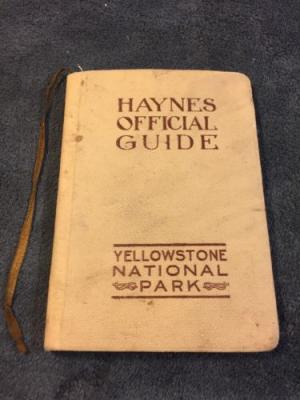 HAYNES
OFFICIAL
GUIDE
YELLOWSTONE
NATIONAL
PARK